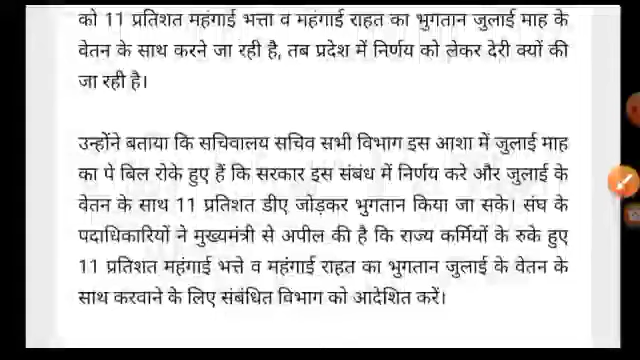 को 11 प्रतिशत महंगाई भत्ता व महंगाई राहत का भुगतान जुलाई माह के
वेतन के साथ करने जा रही है, तब प्रदेश में निर्णय को लेकर देरी क्यों की
जा रही है।
उन्होंने बताया कि सचिवालय सचिव सभी विभाग इस आशा में जुलाई माह
का पे बिल रोके हुए हैं कि सरकार इस संबंध में निर्णय करे और जुलाई के
वेतन के साथ 11 प्रतिशत डीए जोड़कर भुगतान किया जा सके। संघ के
पदाधिकारियों ने मुख्यमंत्री से अपील की है कि राज्य कर्मियों के रुके हुए
11 प्रतिशत महंगाई भत्ते व महंगाई राहत का भुगतान जुलाई के वेतन के
साथ करवाने के लिए संबंधित विभाग को आदेशित करें।